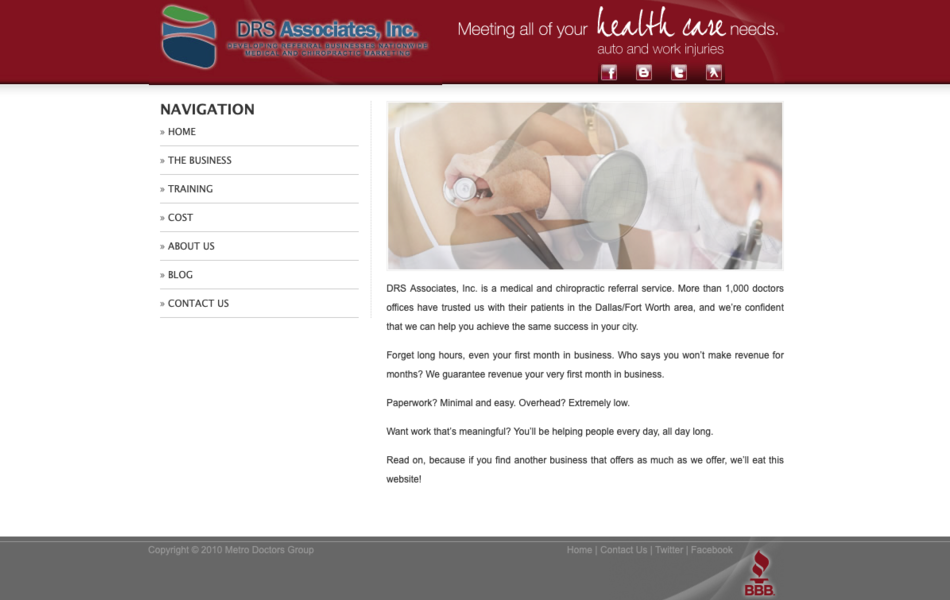 DRS Associates, Inc.
DEVELOPING REFERRAL BUSINESSES NATIONWIDE
MEDICAL AND CHIROPRACTIC MARKETING
Meeting all of your health care needs.
auto and work injuries
NAVIGATION
» HOME
» THE BUSINESS
» TRAINING
» COST
» ABOUT US
» BLOG
» CONTACT US
DRS Associates, Inc. is a medical and chiropractic referral service. More than 1,000 doctors
offices have trusted us with their patients in the Dallas/Fort Worth area, and we’re confident
that we can help you achieve the same success in your city.
Forget long hours, even your first month in business. Who says you won’t make revenue for
months? We guarantee revenue your very first month in business.
Paperwork? Minimal and easy. Overhead? Extremely low.
Want work that’s meaningful? You’ll be helping people every day, all day long.
Read on, because if you find another business that offers as much as we offer, we’ll eat this
website!
Copyright © 2010 Metro Doctors Group
Home | Contact Us | Twitter | Facebook
BBB